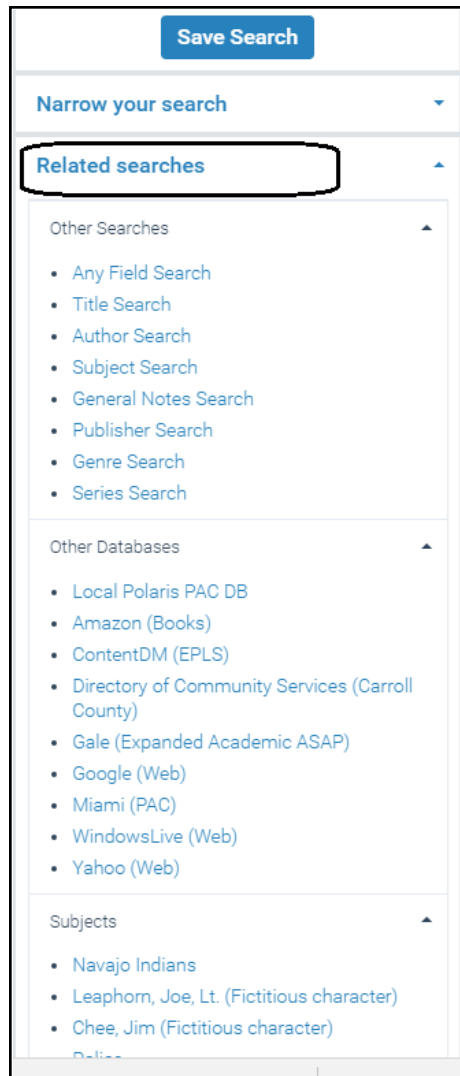 Save Search
Narrow your search
Related searches
Other Searches
Any Field Search
Title Search
Author Search
Subject Search
General Notes Search
Publisher Search
Genre Search
Series Search
Other Databases
Local Polaris PAC DB
Amazon (Books)
ContentDM (EPLS)
Directory of Community Services (Carroll
County)
Gale (Expanded Academic ASAP)
Google (Web)
Miami (PAC)
WindowsLive (Web)
Yahoo (Web)
Subjects
Navajo Indians
Leaphorn, Joe, Lt. (Fictitious character)
Chee, Jim (Fictitious character)